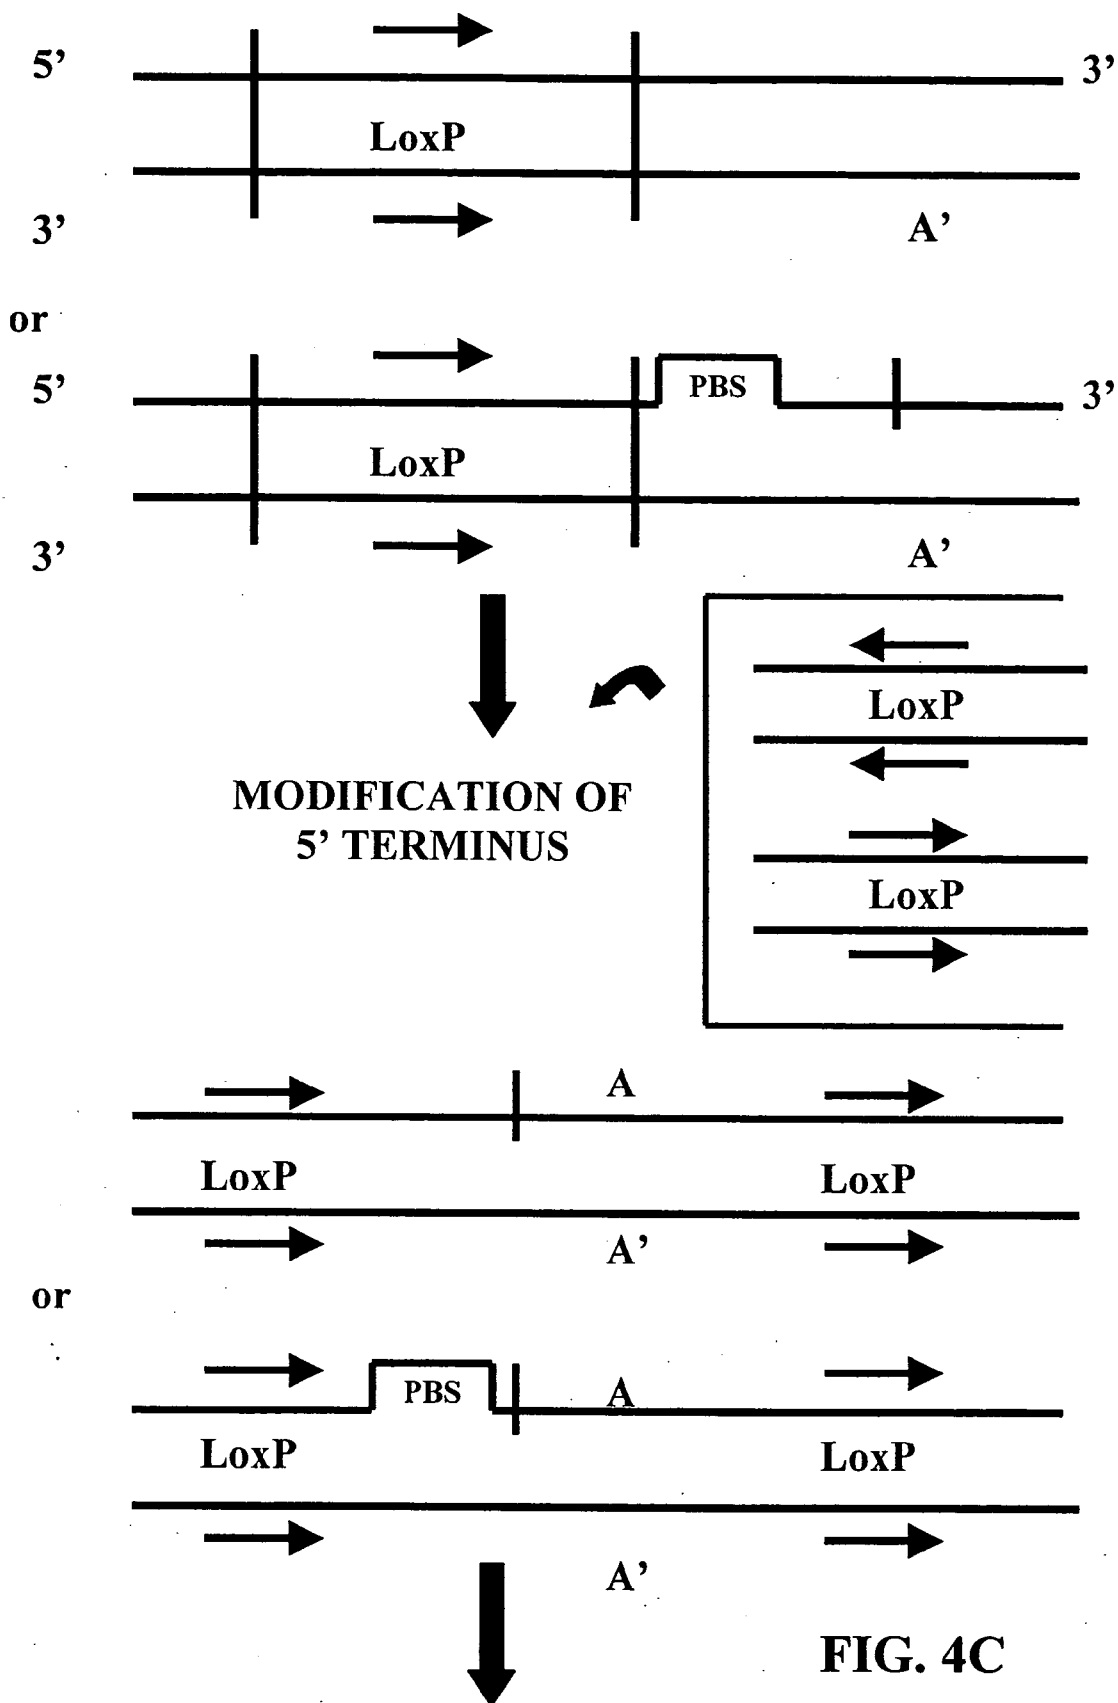 5' 3'
LoxP
3' A'
or
5' PBS 3'
LoxP
3' A'
LoxP
MODIFICATION OF
5' TERMINUS
LoxP
A
LoxP LoxP
A'
or
PBS A
LoxP LoxP
A'
FIG. 4C